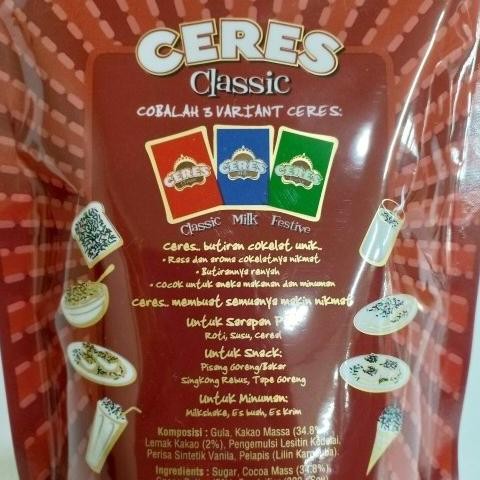 CERES
Classic
COBALAH 3 VARIANT CERES:
CERES CERES CERES
Classic Milk Festive
Ceres.. butiran cokelat unik..
• Rasa dan aroma cokelatnya nikmat
• Butirannya renyah
• Cocok untuk aneka makanan dan minuman
Ceres.. membuat semuanya makin nikmat
Untuk Sarapan
Roti, Susu, Cereal
Untuk Snack:
Pisang Goreng/Bakar
Singkong Rebus, Tape Goreng
Untuk Minuman:
Milkshake, Es buah, Es Krim
Komposisi : Gula, Kakao Massa (34.8%
Lemak Kakao (2%), Pengemulsi Lesitin Kedelai,
Perisa Sintetik Vanila, Pelapis (Lilin
Ingredients : Sugar, Cocoa Mass (34.8%),